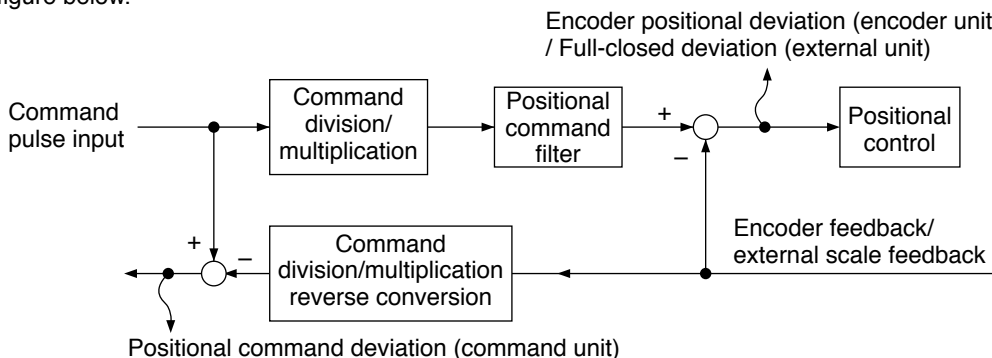 figure below.
Encoder positional deviation (encoder unit
/ Full-closed deviation (external unit)
Command
pulse input
Command
division/
multiplication
Positional
command
filter
+
−
Positional
control
Encoder feedback/
external scale feedback
+
−
Command
division/multiplication
reverse conversion
Positional command deviation (command unit)